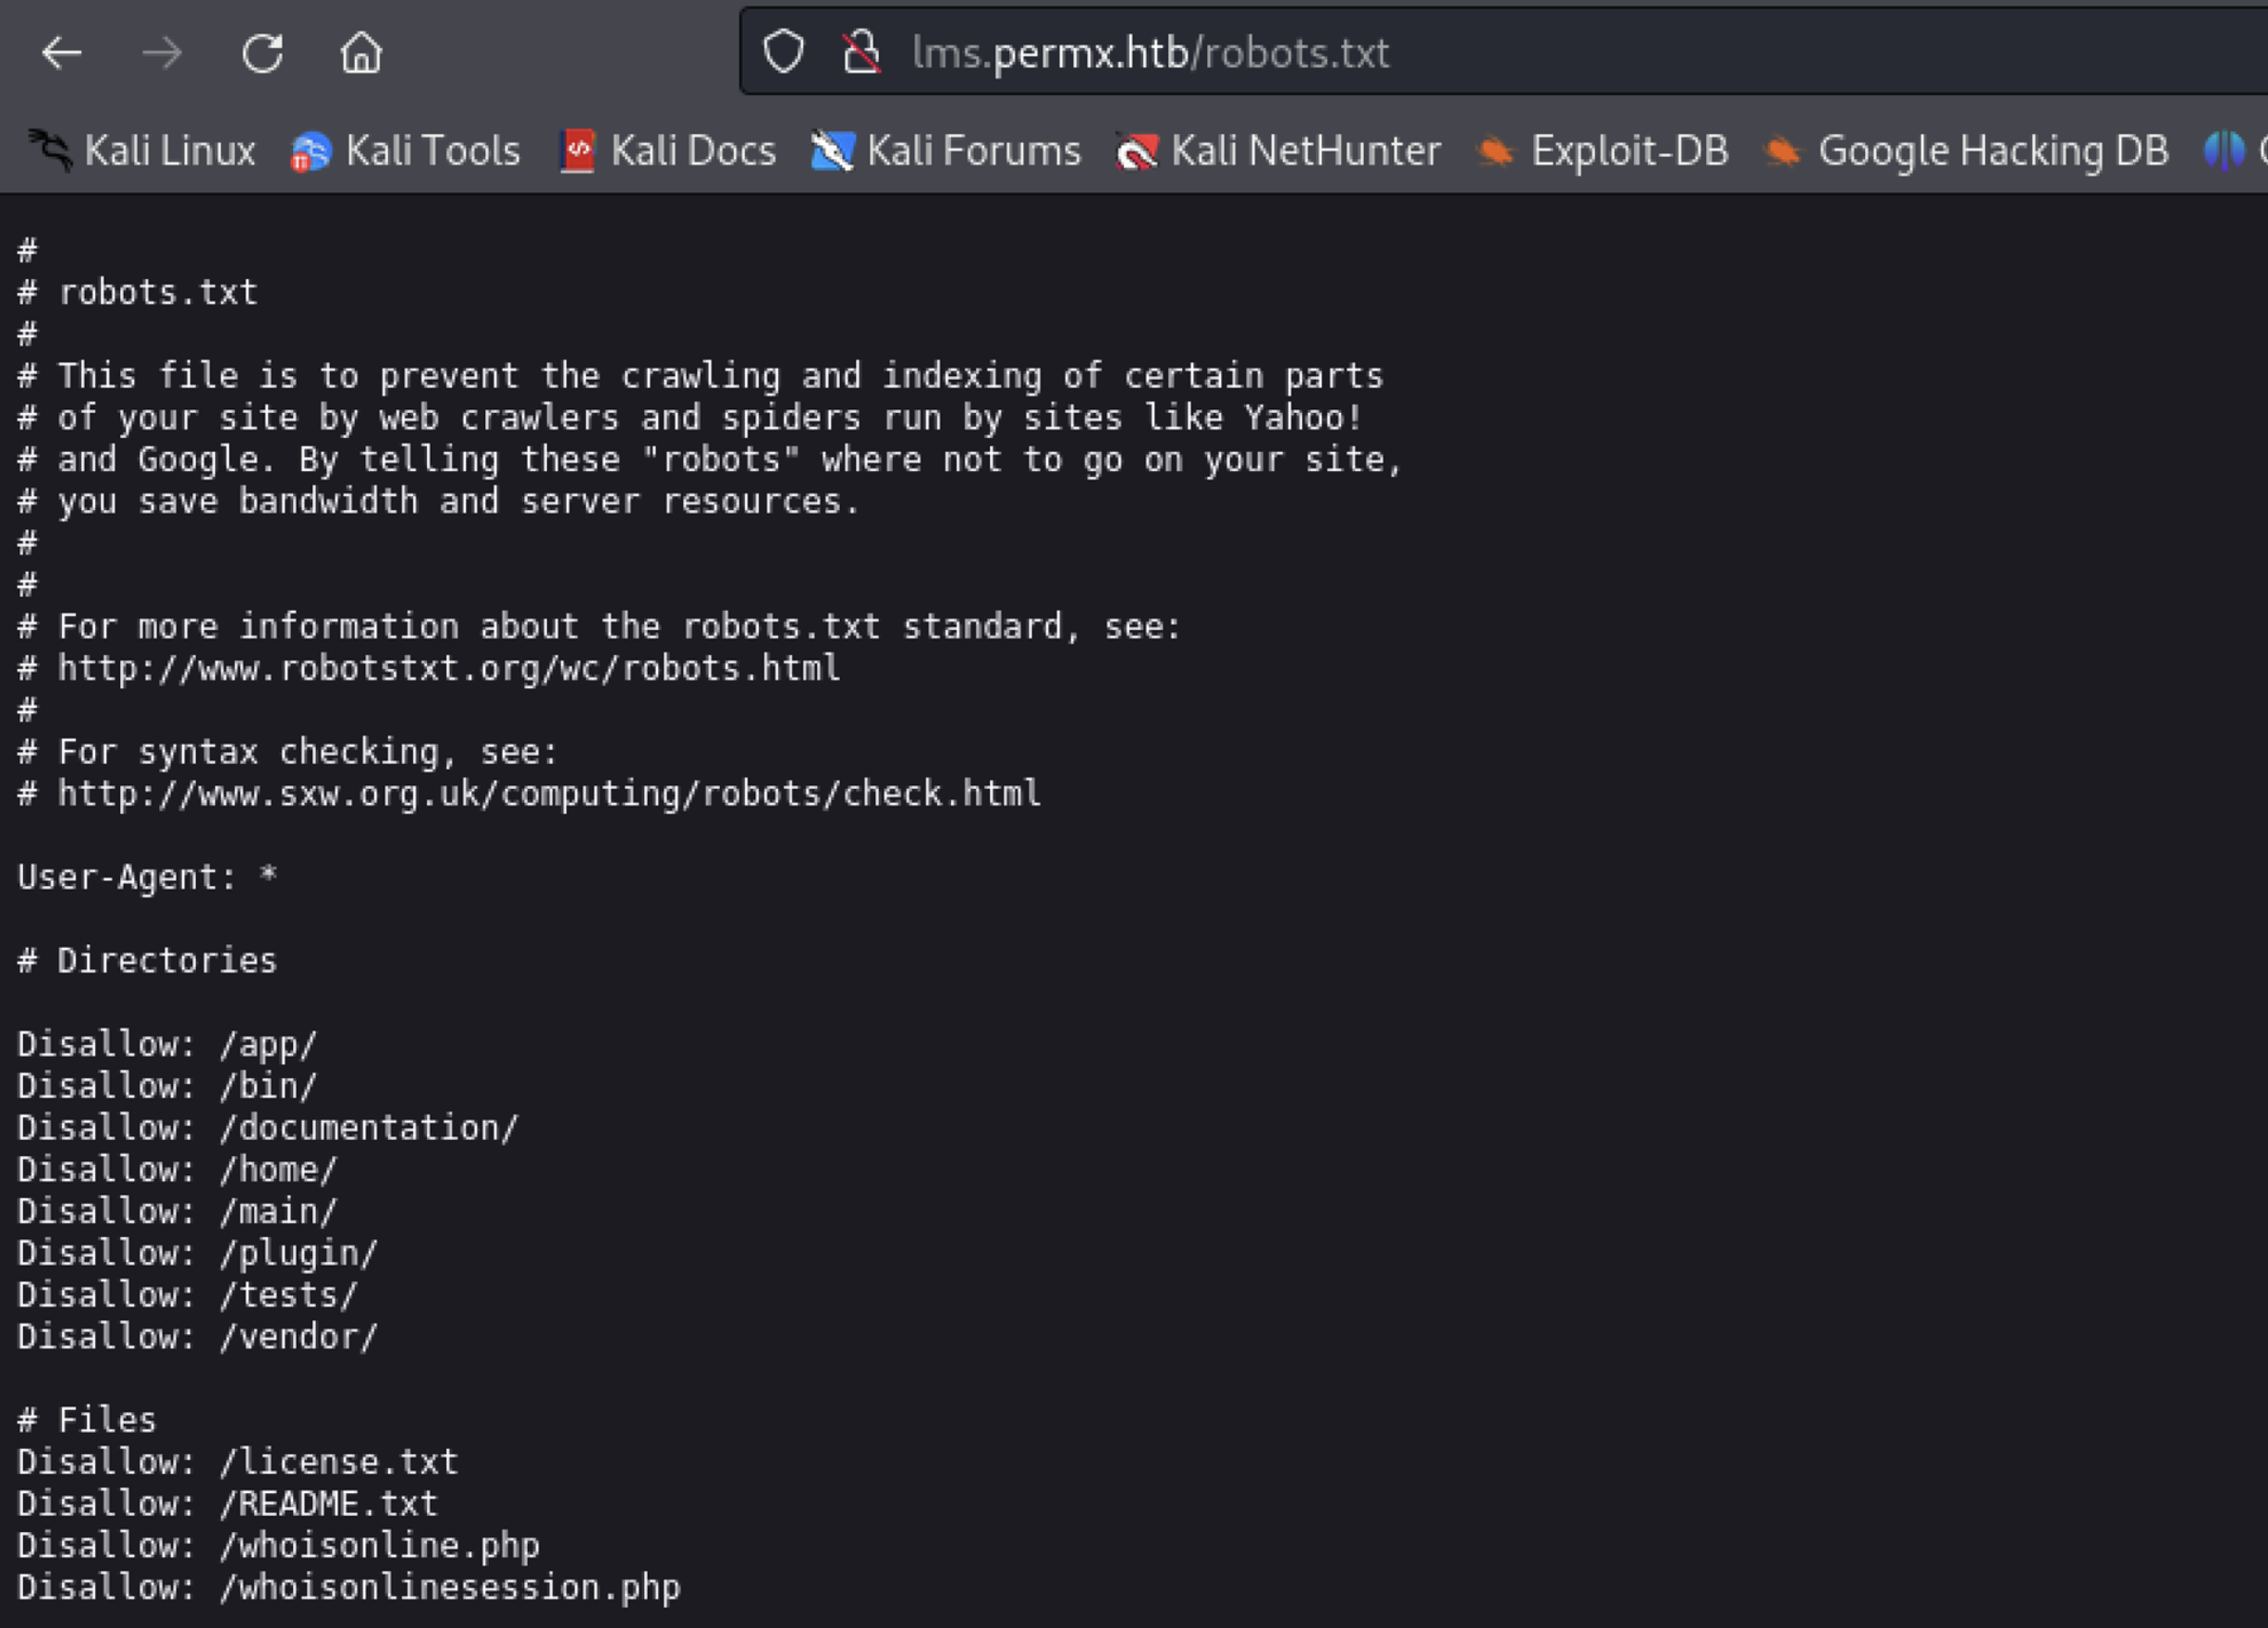 lms.permx.htb/robots.txt
Kali Linux Kali Tools Kali Docs Kali Forums Kali NetHunter Exploit-DB Google Hacking DB
#
# robots.txt
#
# This file is to prevent the crawling and indexing of certain parts
# of your site by web crawlers and spiders run by sites like Yahoo!
# and Google. By telling these "robots" where not to go on your site,
# you save bandwidth and server resources.
#
#
# For more information about the robots.txt standard, see:
# http://www.robotstxt.org/wc/robots.html
#
# For syntax checking, see:
# http://www.sxw.org.uk/computing/robots/check.html
User-Agent: *
# Directories
Disallow: /app/
Disallow: /bin/
Disallow: /documentation/
Disallow: /home/
Disallow: /main/
Disallow: /plugin/
Disallow: /tests/
Disallow: /vendor/
# Files
Disallow: /license.txt
Disallow: /README.txt
Disallow: /whoisonline.php
Disallow: /whoisonlinesession.php